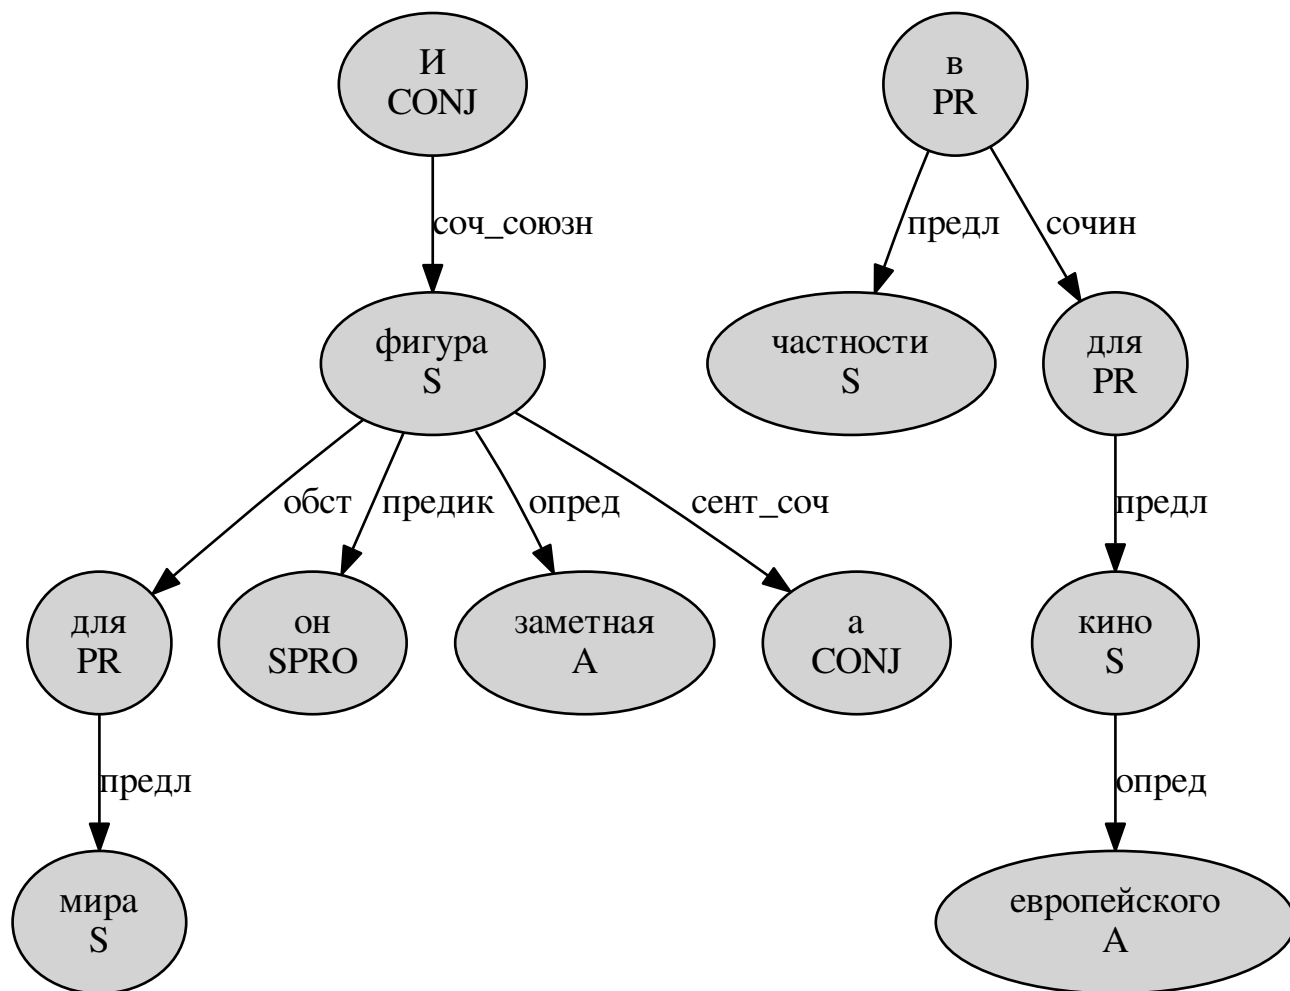 И
CONJ
в
PR
соч_союзн
предл
сочин
фигура
S
частности
S
для
PR
обст
предик
опред
сент_соч
предл
для
PR
он
SPRO
заметная
A
а
CONJ
кино
S
предл
опред
мира
S
европейского
A